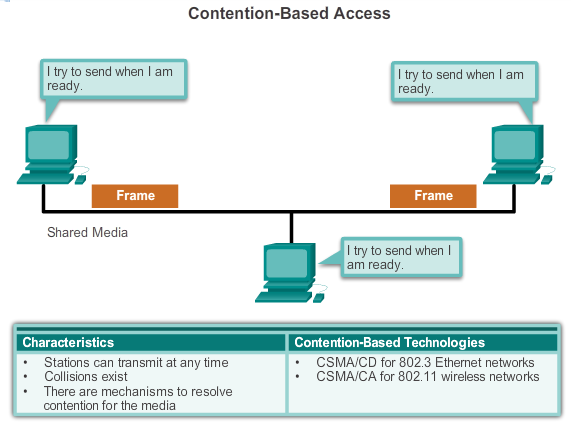 Contention-Based Access
I try to send when I am
ready.
I try to send when I am
ready.
Frame
Frame
Shared Media
I try to send when I
am ready.
Characteristics
• Stations can transmit at any time
• Collisions exist
• There are mechanisms to resolve
contention for the media
Contention-Based Technologies
• CSMA/CD for 802.3 Ethernet networks
• CSMA/CA for 802.11 wireless networks